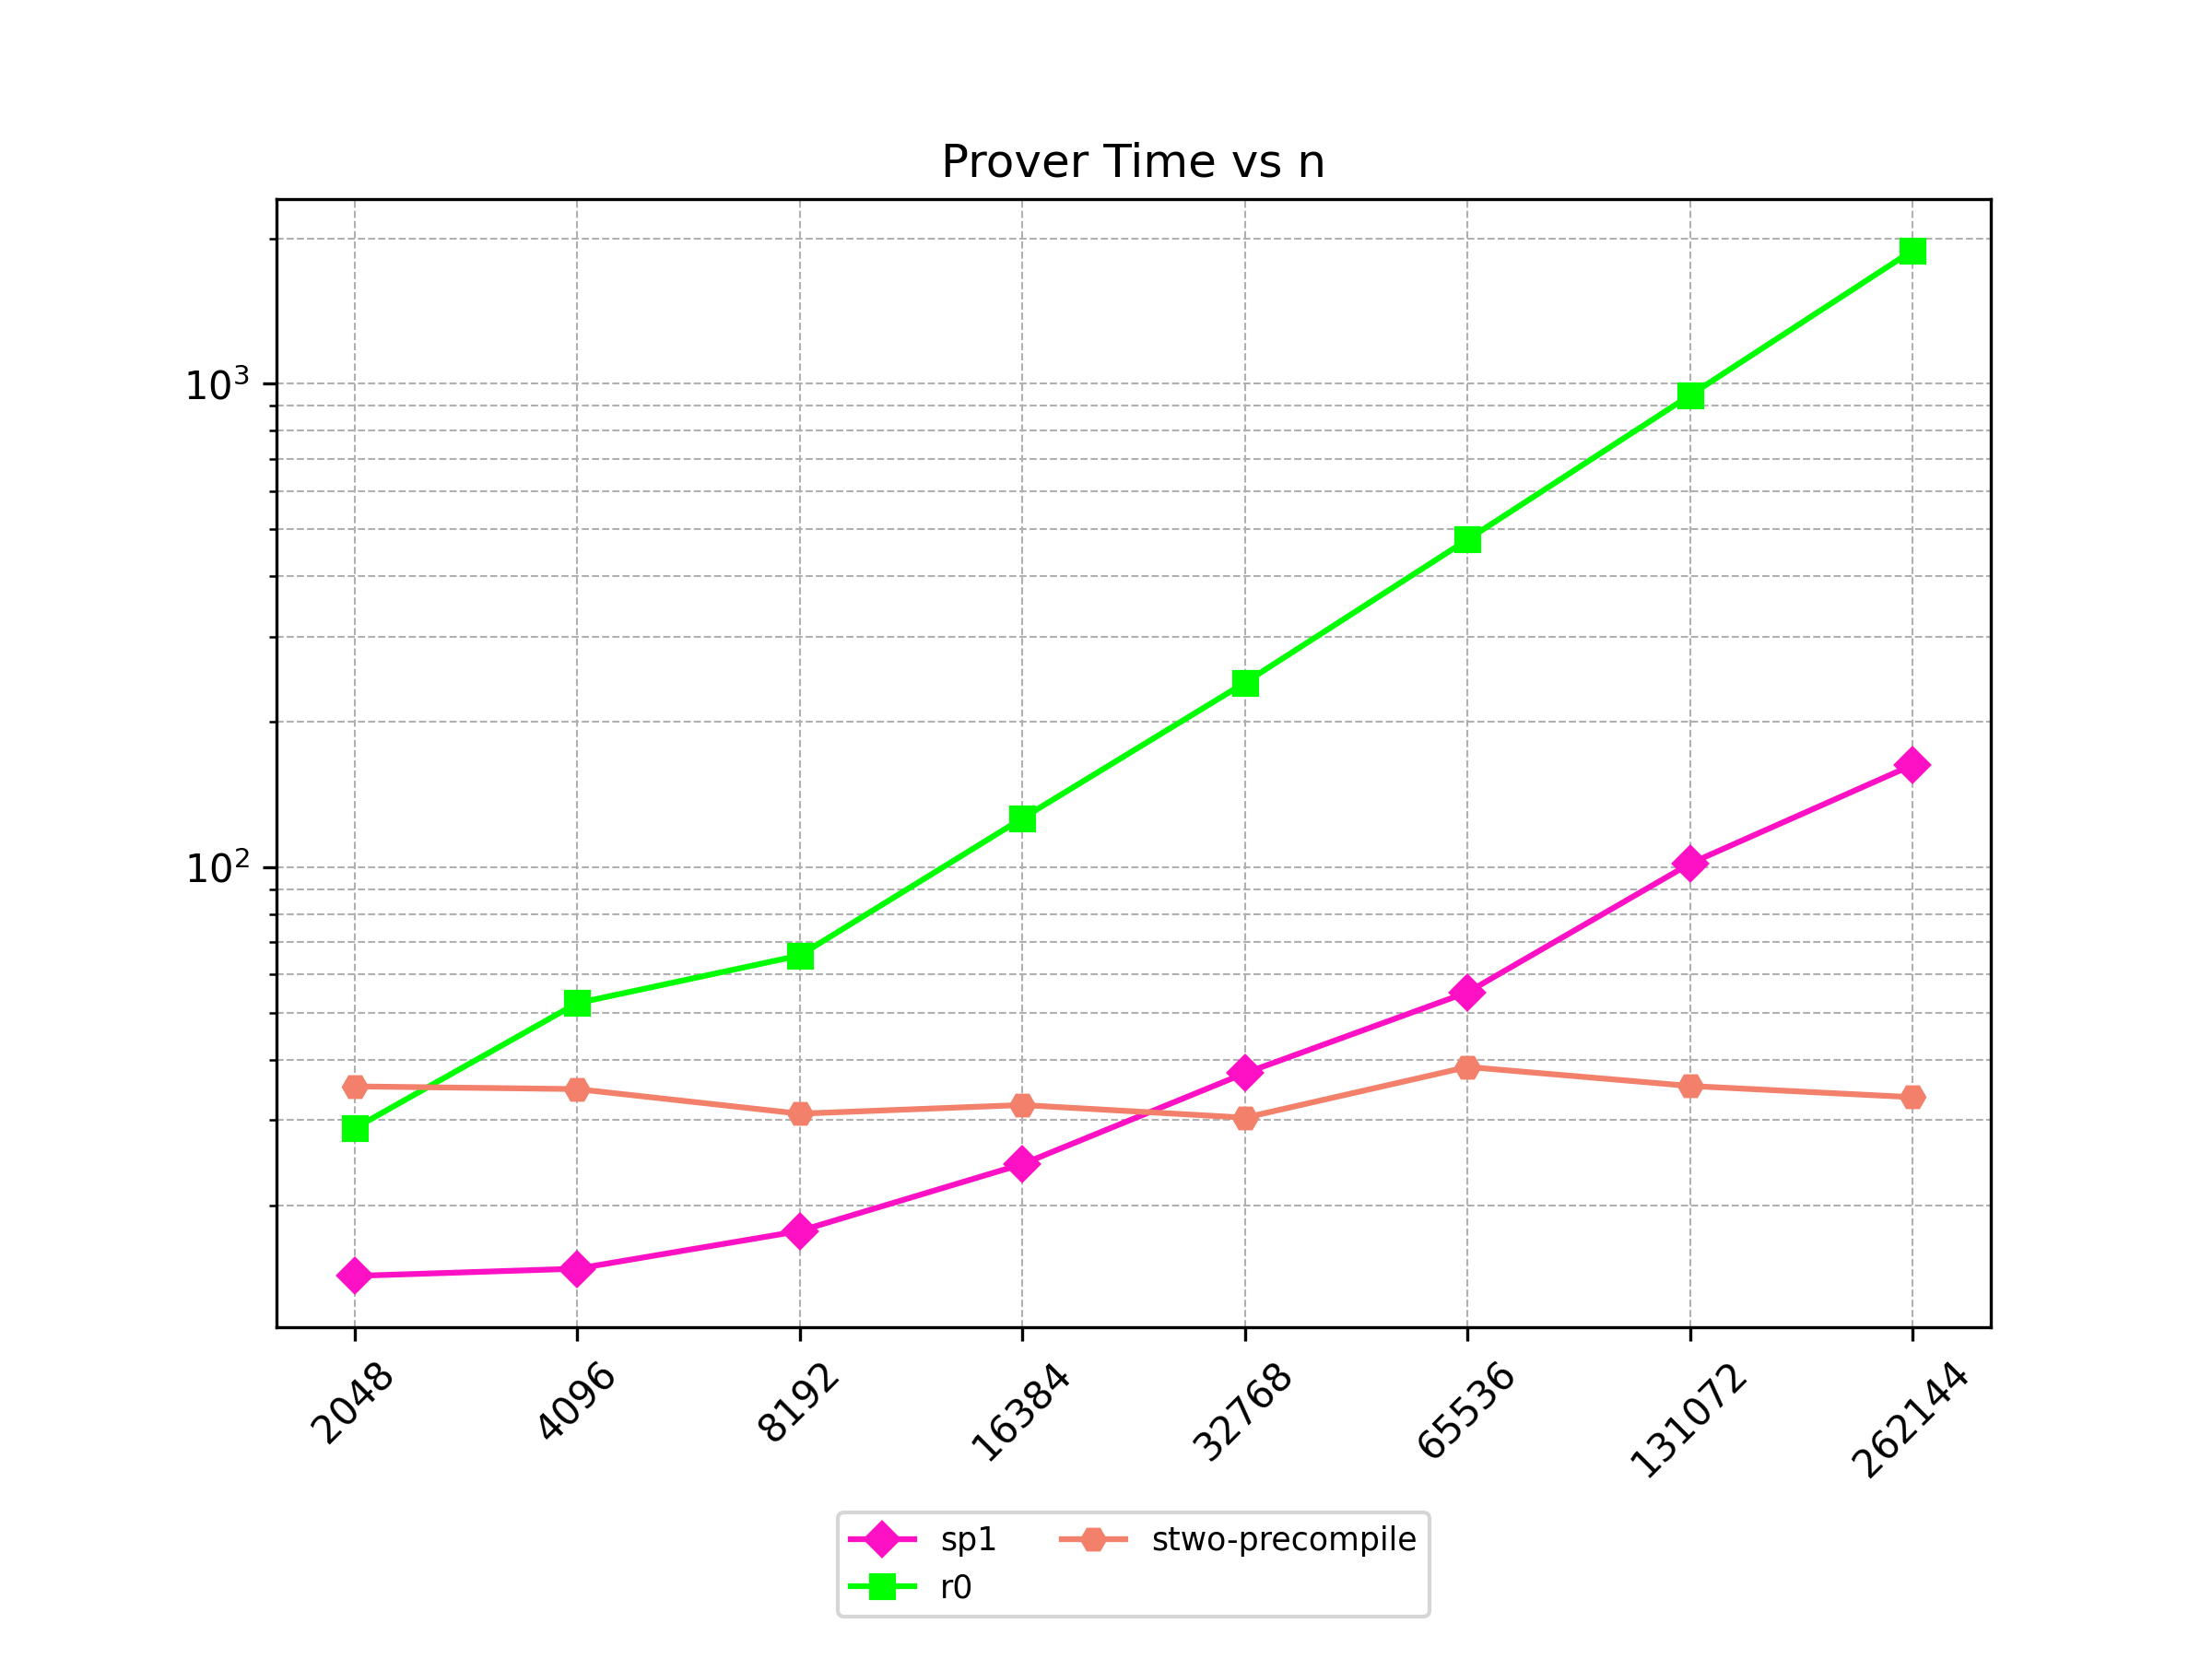 Prover Time vs n
10³
10²
2048
4096
8192
16384
32768
65536
131072
262144
sp1
r0
stwo-precompile